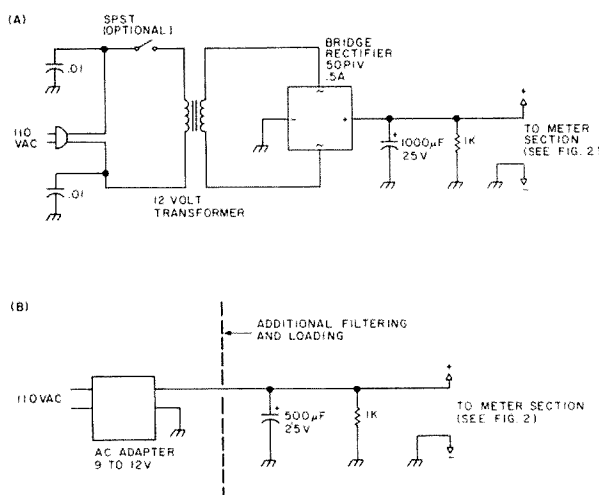 (A)
SPST
(OPTIONAL)
.01
110
VAC
.01
12 VOLT
TRANSFORMER
BRIDGE
RECTIFIER
50PIV
.5A
~
-
+
~
+
1000µF
25V
1K
+
TO METER
SECTION
(SEE FIG. 2)
-
(B)
ADDITIONAL FILTERING
AND LOADING
110VAC
AC ADAPTER
9 TO 12V
+
500µF
25V
1K
+
TO METER SECTION
(SEE FIG. 2)
-